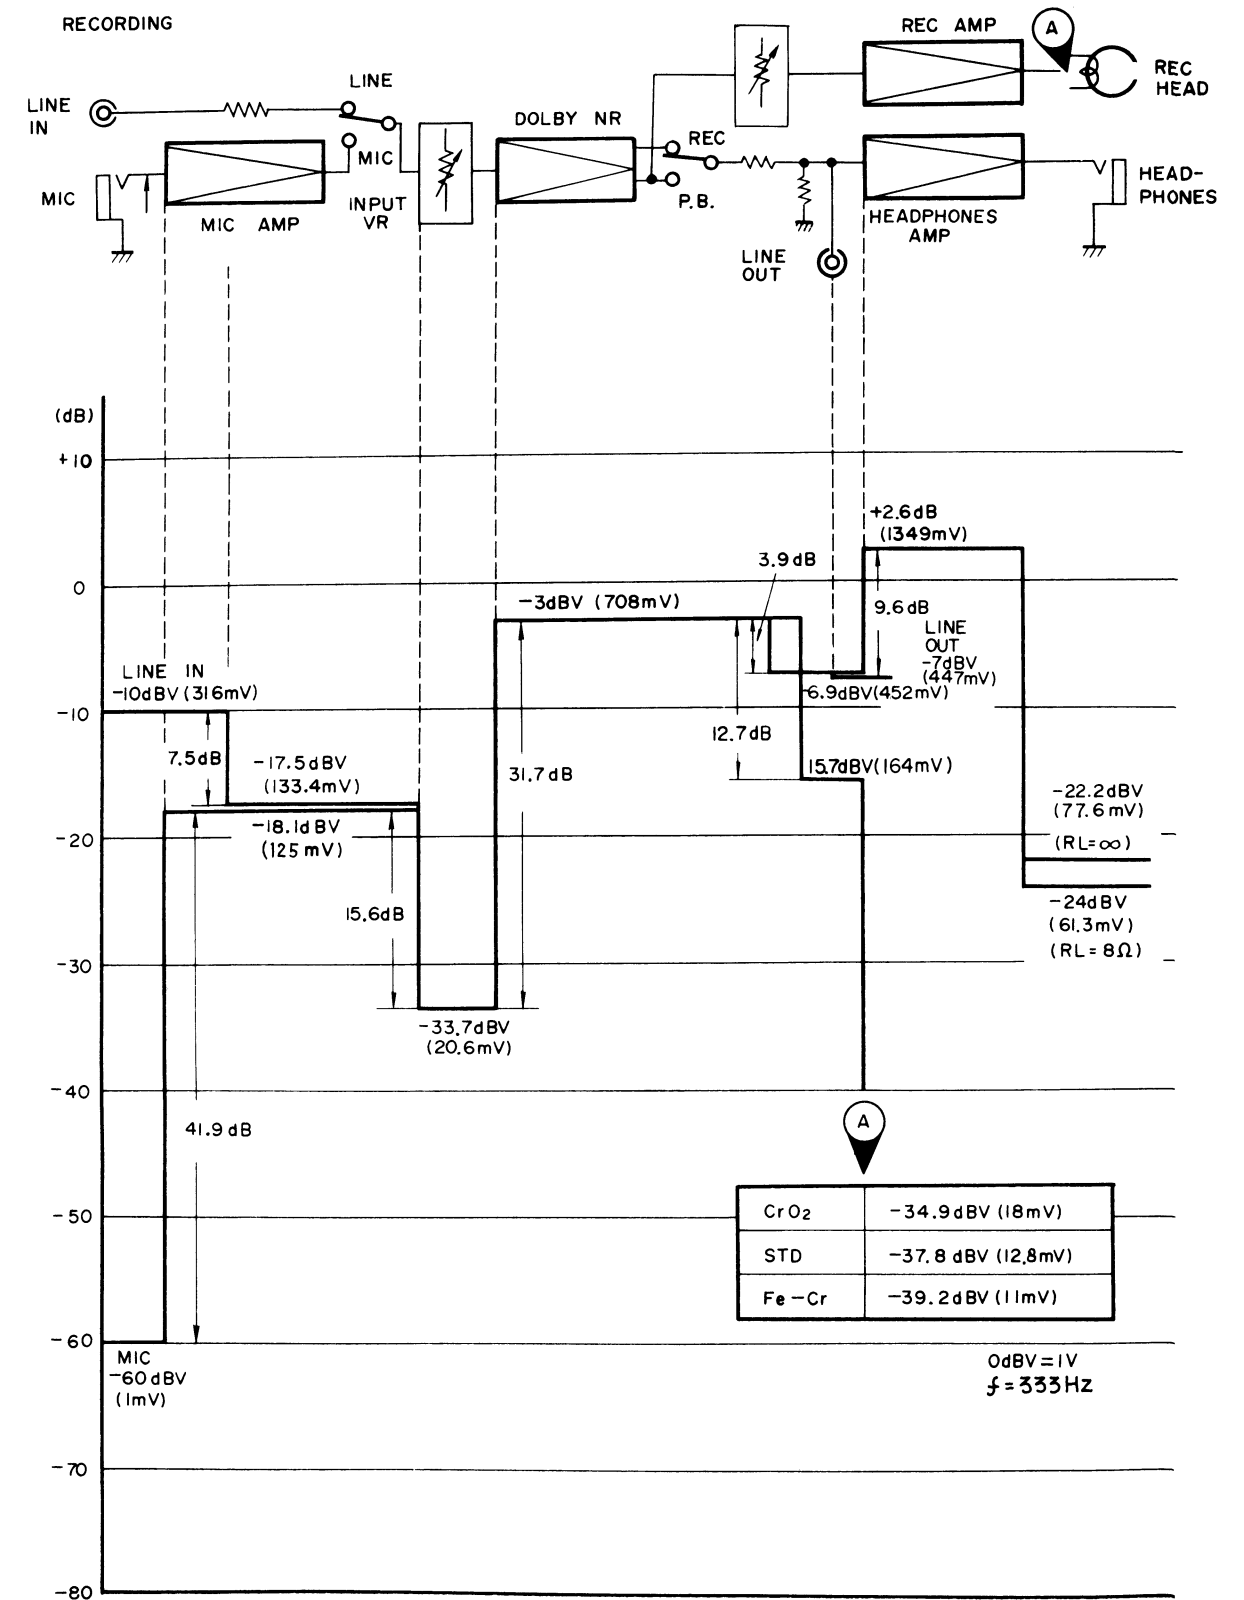 RECORDING
REC AMP
A
REC
HEAD
LINE
LINE
IN
DOLBY NR
REC
MIC
MIC
MIC AMP
INPUT
VR
P.B.
HEADPHONES
AMP
HEAD-
PHONES
LINE
OUT
(dB)
+10
+2.6dB
(1349mV)
3.9dB
0
-3dBV (708mV)
9.6dB
LINE
OUT
-7dBV
(447mV)
LINE IN
-10dBV (316mV)
-6.9dBV(452mV)
-10
12.7dB
7.5dB
-17.5dBV
(133.4mV)
31.7dB
15.7dBV(164mV)
-22.2dBV
(77.6mV)
(RL=∞)
-18.1dBV
(125mV)
-20
15.6dB
-24dBV
(61.3mV)
(RL=8Ω)
-30
-33.7dBV
(20.6mV)
-40
41.9 dB
A
-50
CrO2 -34.9dBV (18mV)
STD -37.8 dBV (12.8mV)
Fe-Cr -39.2dBV (11mV)
-60
MIC
-60dBV
(1mV)
0dBV=1V
f=333Hz
-70
-80